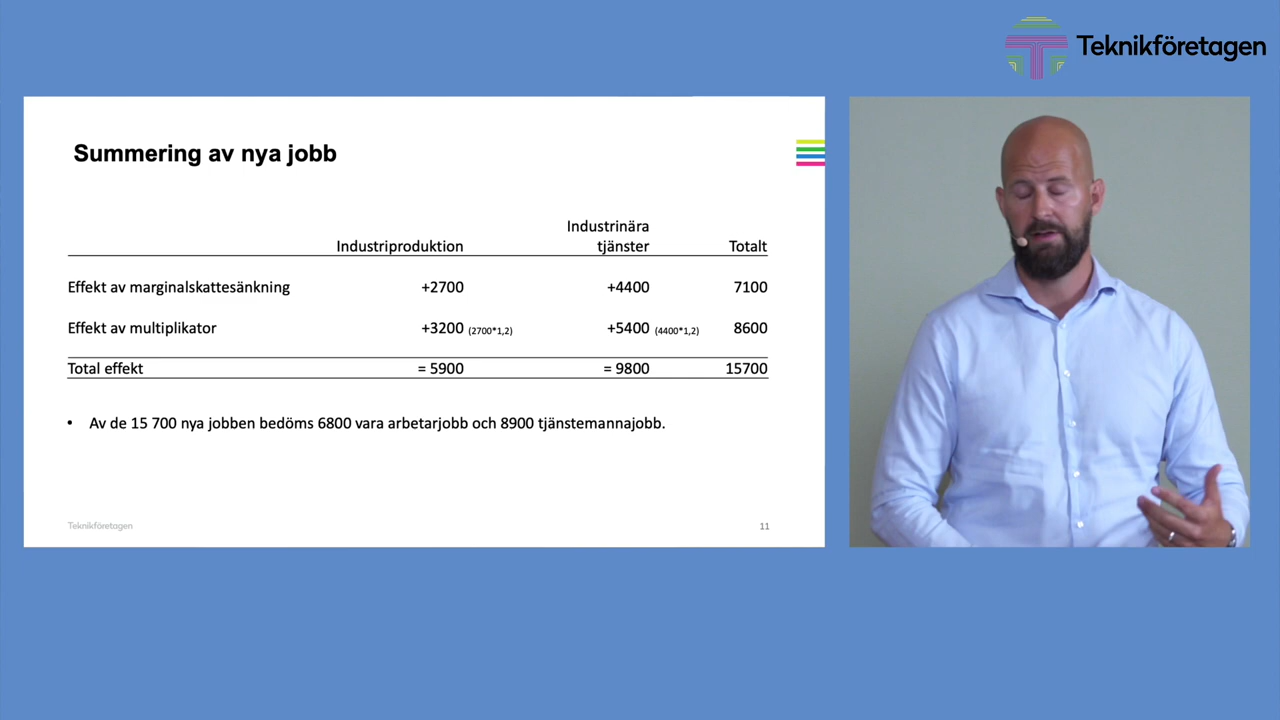 Teknikföretagen
Summering av nya jobb
Industriproduktion
Industrinära
tjänster
Totalt
Effekt av marginalskattesänkning +2700 +4400 7100
Effekt av multiplikator +3200 (2700*1,2) +5400 (4400*1,2) 8600
Total effekt = 5900 = 9800 15700
• Av de 15 700 nya jobben bedöms 6800 vara arbetarjobb och 8900 tjänstemannajobb.
Teknikföretagen 11